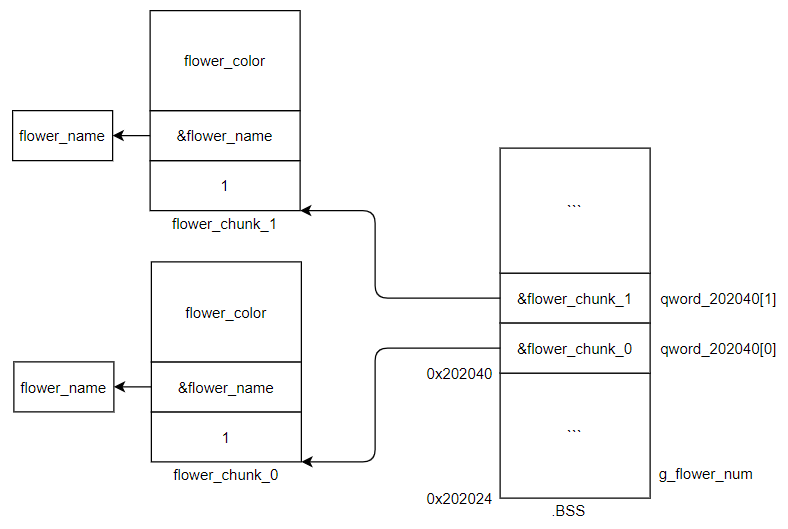 flower_color
flower_name
&flower_name
1
flower_chunk_1
```
&flower_chunk_1
qword_202040[1]
flower_color
&flower_chunk_0
qword_202040[0]
0x202040
flower_name
&flower_name
1
```
flower_chunk_0
g_flower_num
0x202024
.BSS